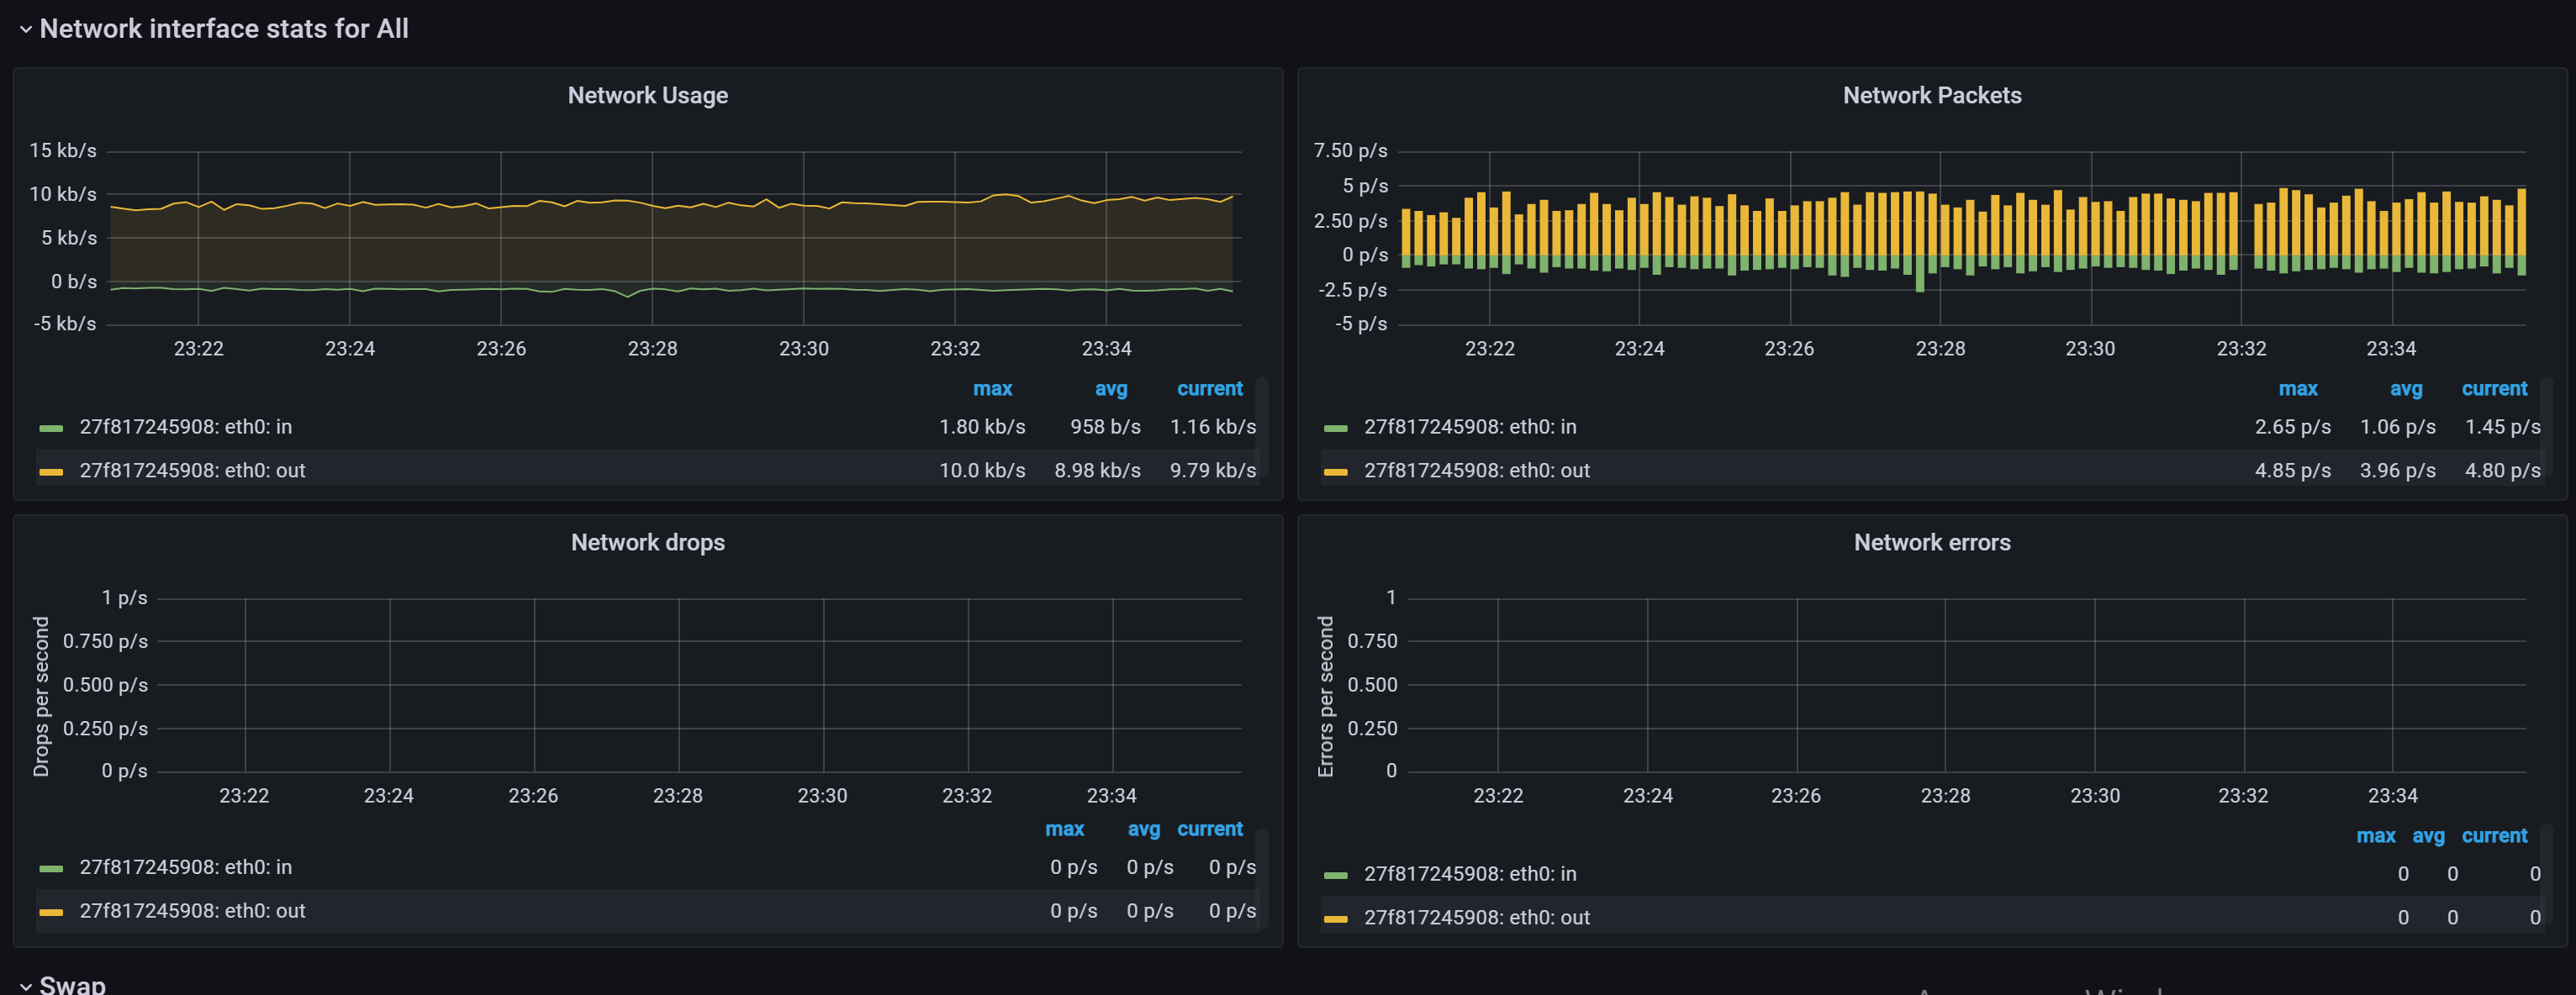 Network interface stats for All
Network Usage
15 kb/s
10 kb/s
5 kb/s
0 b/s
-5 kb/s
23:22 23:24 23:26 23:28 23:30 23:32 23:34
max avg current
27f817245908: eth0: in 1.80 kb/s 958 b/s 1.16 kb/s
27f817245908: eth0: out 10.0 kb/s 8.98 kb/s 9.79 kb/s
Network Packets
7.50 p/s
5 p/s
2.50 p/s
0 p/s
-2.5 p/s
-5 p/s
23:22 23:24 23:26 23:28 23:30 23:32 23:34
max avg current
27f817245908: eth0: in 2.65 p/s 1.06 p/s 1.45 p/s
27f817245908: eth0: out 4.85 p/s 3.96 p/s 4.80 p/s
Network drops
Drops per second
1 p/s
0.750 p/s
0.500 p/s
0.250 p/s
0 p/s
23:22 23:24 23:26 23:28 23:30 23:32 23:34
max avg current
27f817245908: eth0: in 0 p/s 0 p/s 0 p/s
27f817245908: eth0: out 0 p/s 0 p/s 0 p/s
Network errors
Errors per second
1
0.750
0.500
0.250
0
23:22 23:24 23:26 23:28 23:30 23:32 23:34
max avg current
27f817245908: eth0: in 0 0 0
27f817245908: eth0: out 0 0 0
Swap